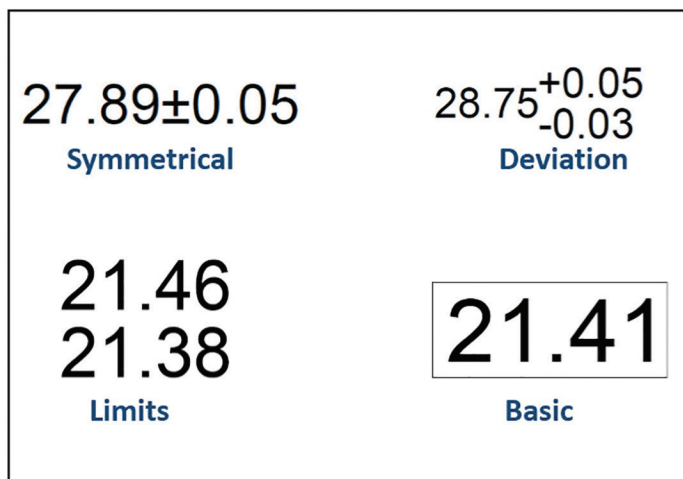 27.89±0.05
Symmetrical
28.75+0.05
-0.03
Deviation
21.46
21.38
Limits
21.41
Basic